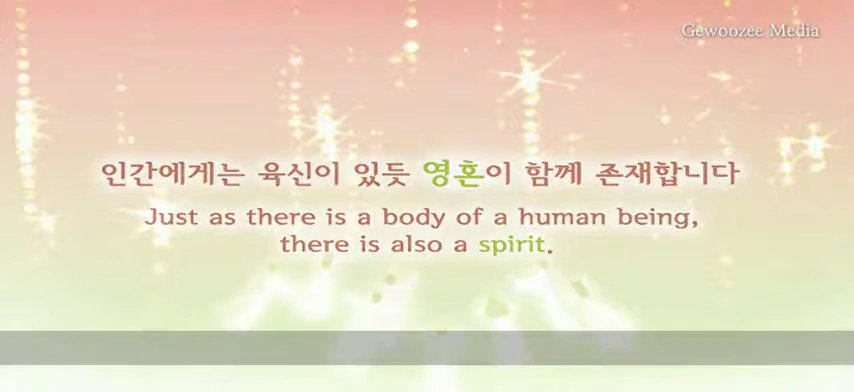 Gewoozee Media
인간에게는 육신이 있듯 영혼이 함께 존재합니다
Just as there is a body of a human being,
there is also a spirit.